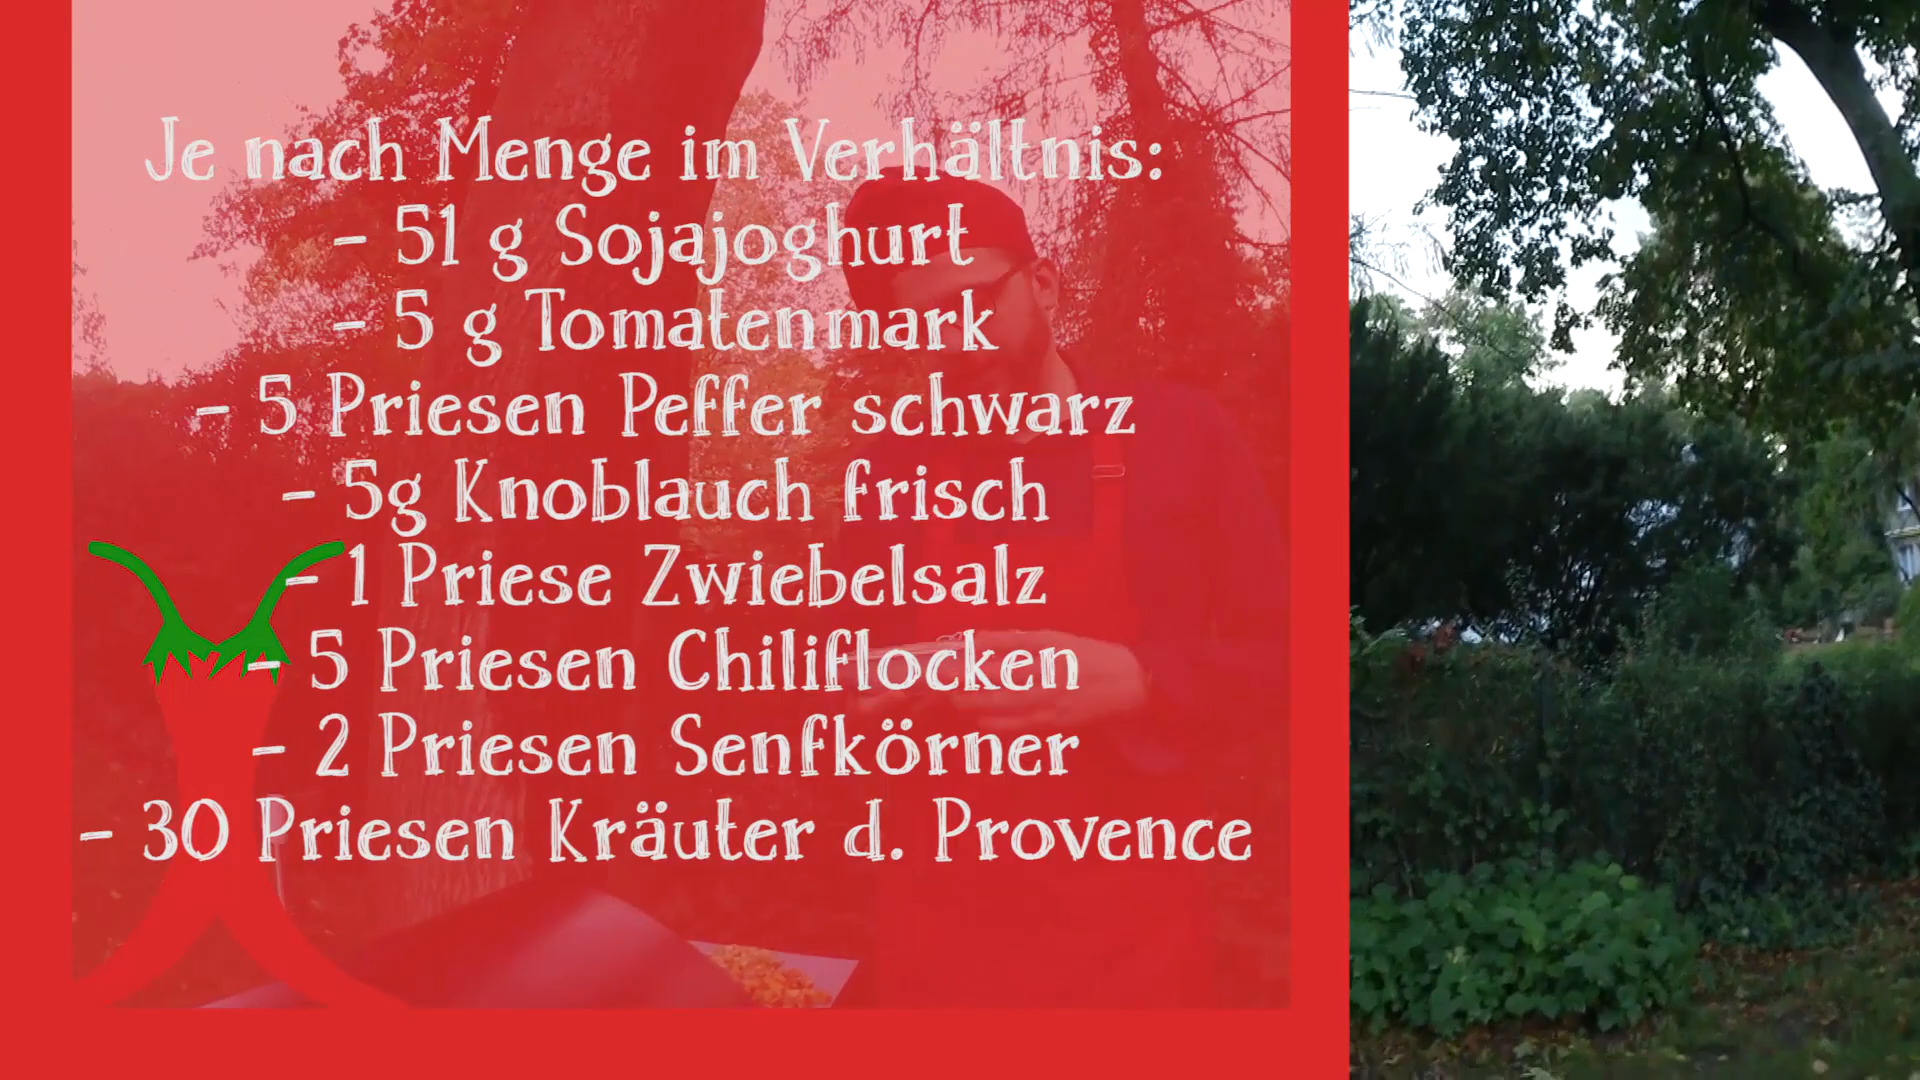 Je nach Menge im Verhältnis:
- 51 g Sojajoghurt
- 5 g Tomatenmark
- 5 Priesen Peffer schwarz
- 5g Knoblauch frisch
- 1 Priese Zwiebelsalz
- 5 Priesen Chiliflocken
- 2 Priesen Senfkörner
- 30 Priesen Kräuter d. Provence